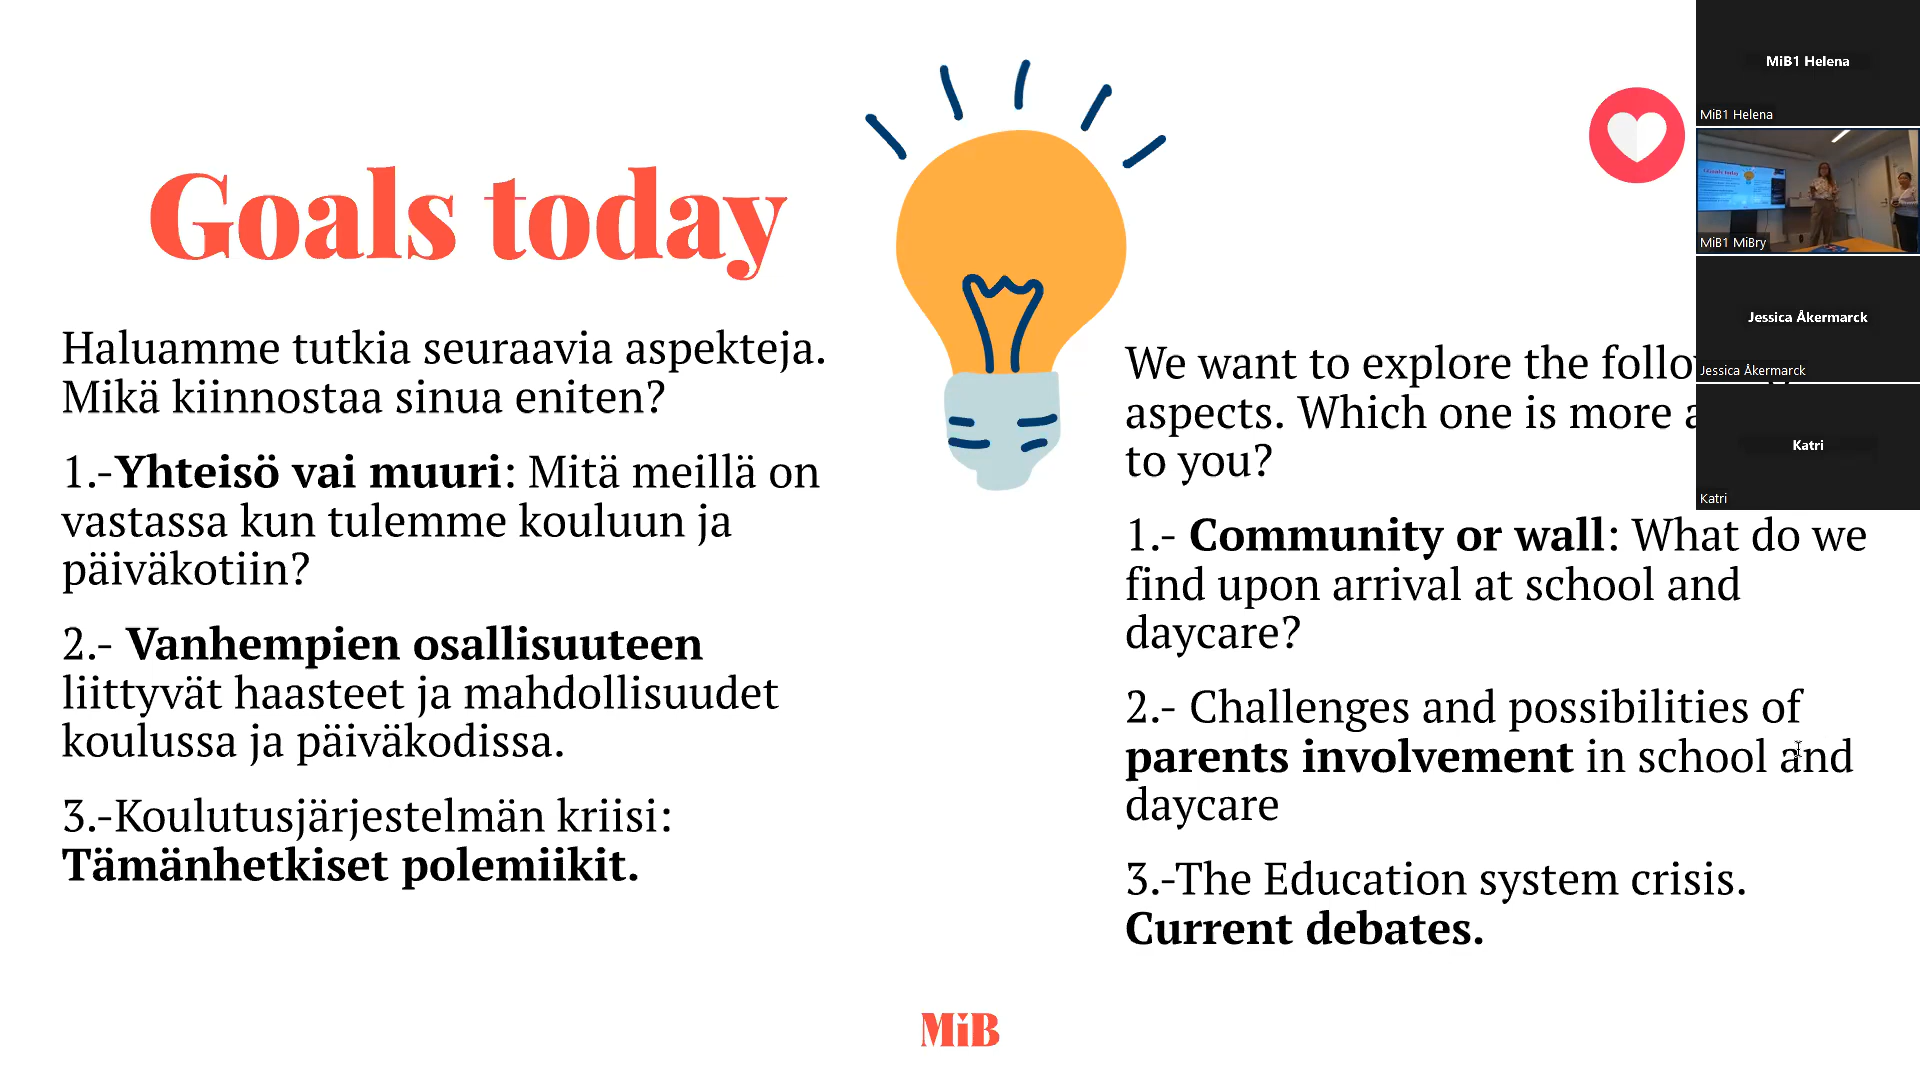 Goals today
Haluamme tutkia seuraavia aspekteja.
Mikä kiinnostaa sinua eniten?
1.-Yhteisö vai muuri: Mitä meillä on
vastassa kun tulemme kouluun ja
päiväkotiin?
2.- Vanhempien osallisuuteen
liittyvät haasteet ja mahdollisuudet
koulussa ja päiväkodissa.
3.-Koulutusjärjestelmän kriisi:
Tämänhetkiset polemiikit.
We want to explore the follo
aspects. Which one is more
to you?
1.- Community or wall: What do we
find upon arrival at school and
daycare?
2.- Challenges and possibilities of
parents involvement in school and
daycare
3.-The Education system crisis.
Current debates.
MiB
MiB1 Helena
MiB1 Helena
Goals today
MiB1 MiBry
Jessica Åkermarck
Jessica Åkermarck
Katri
Katri